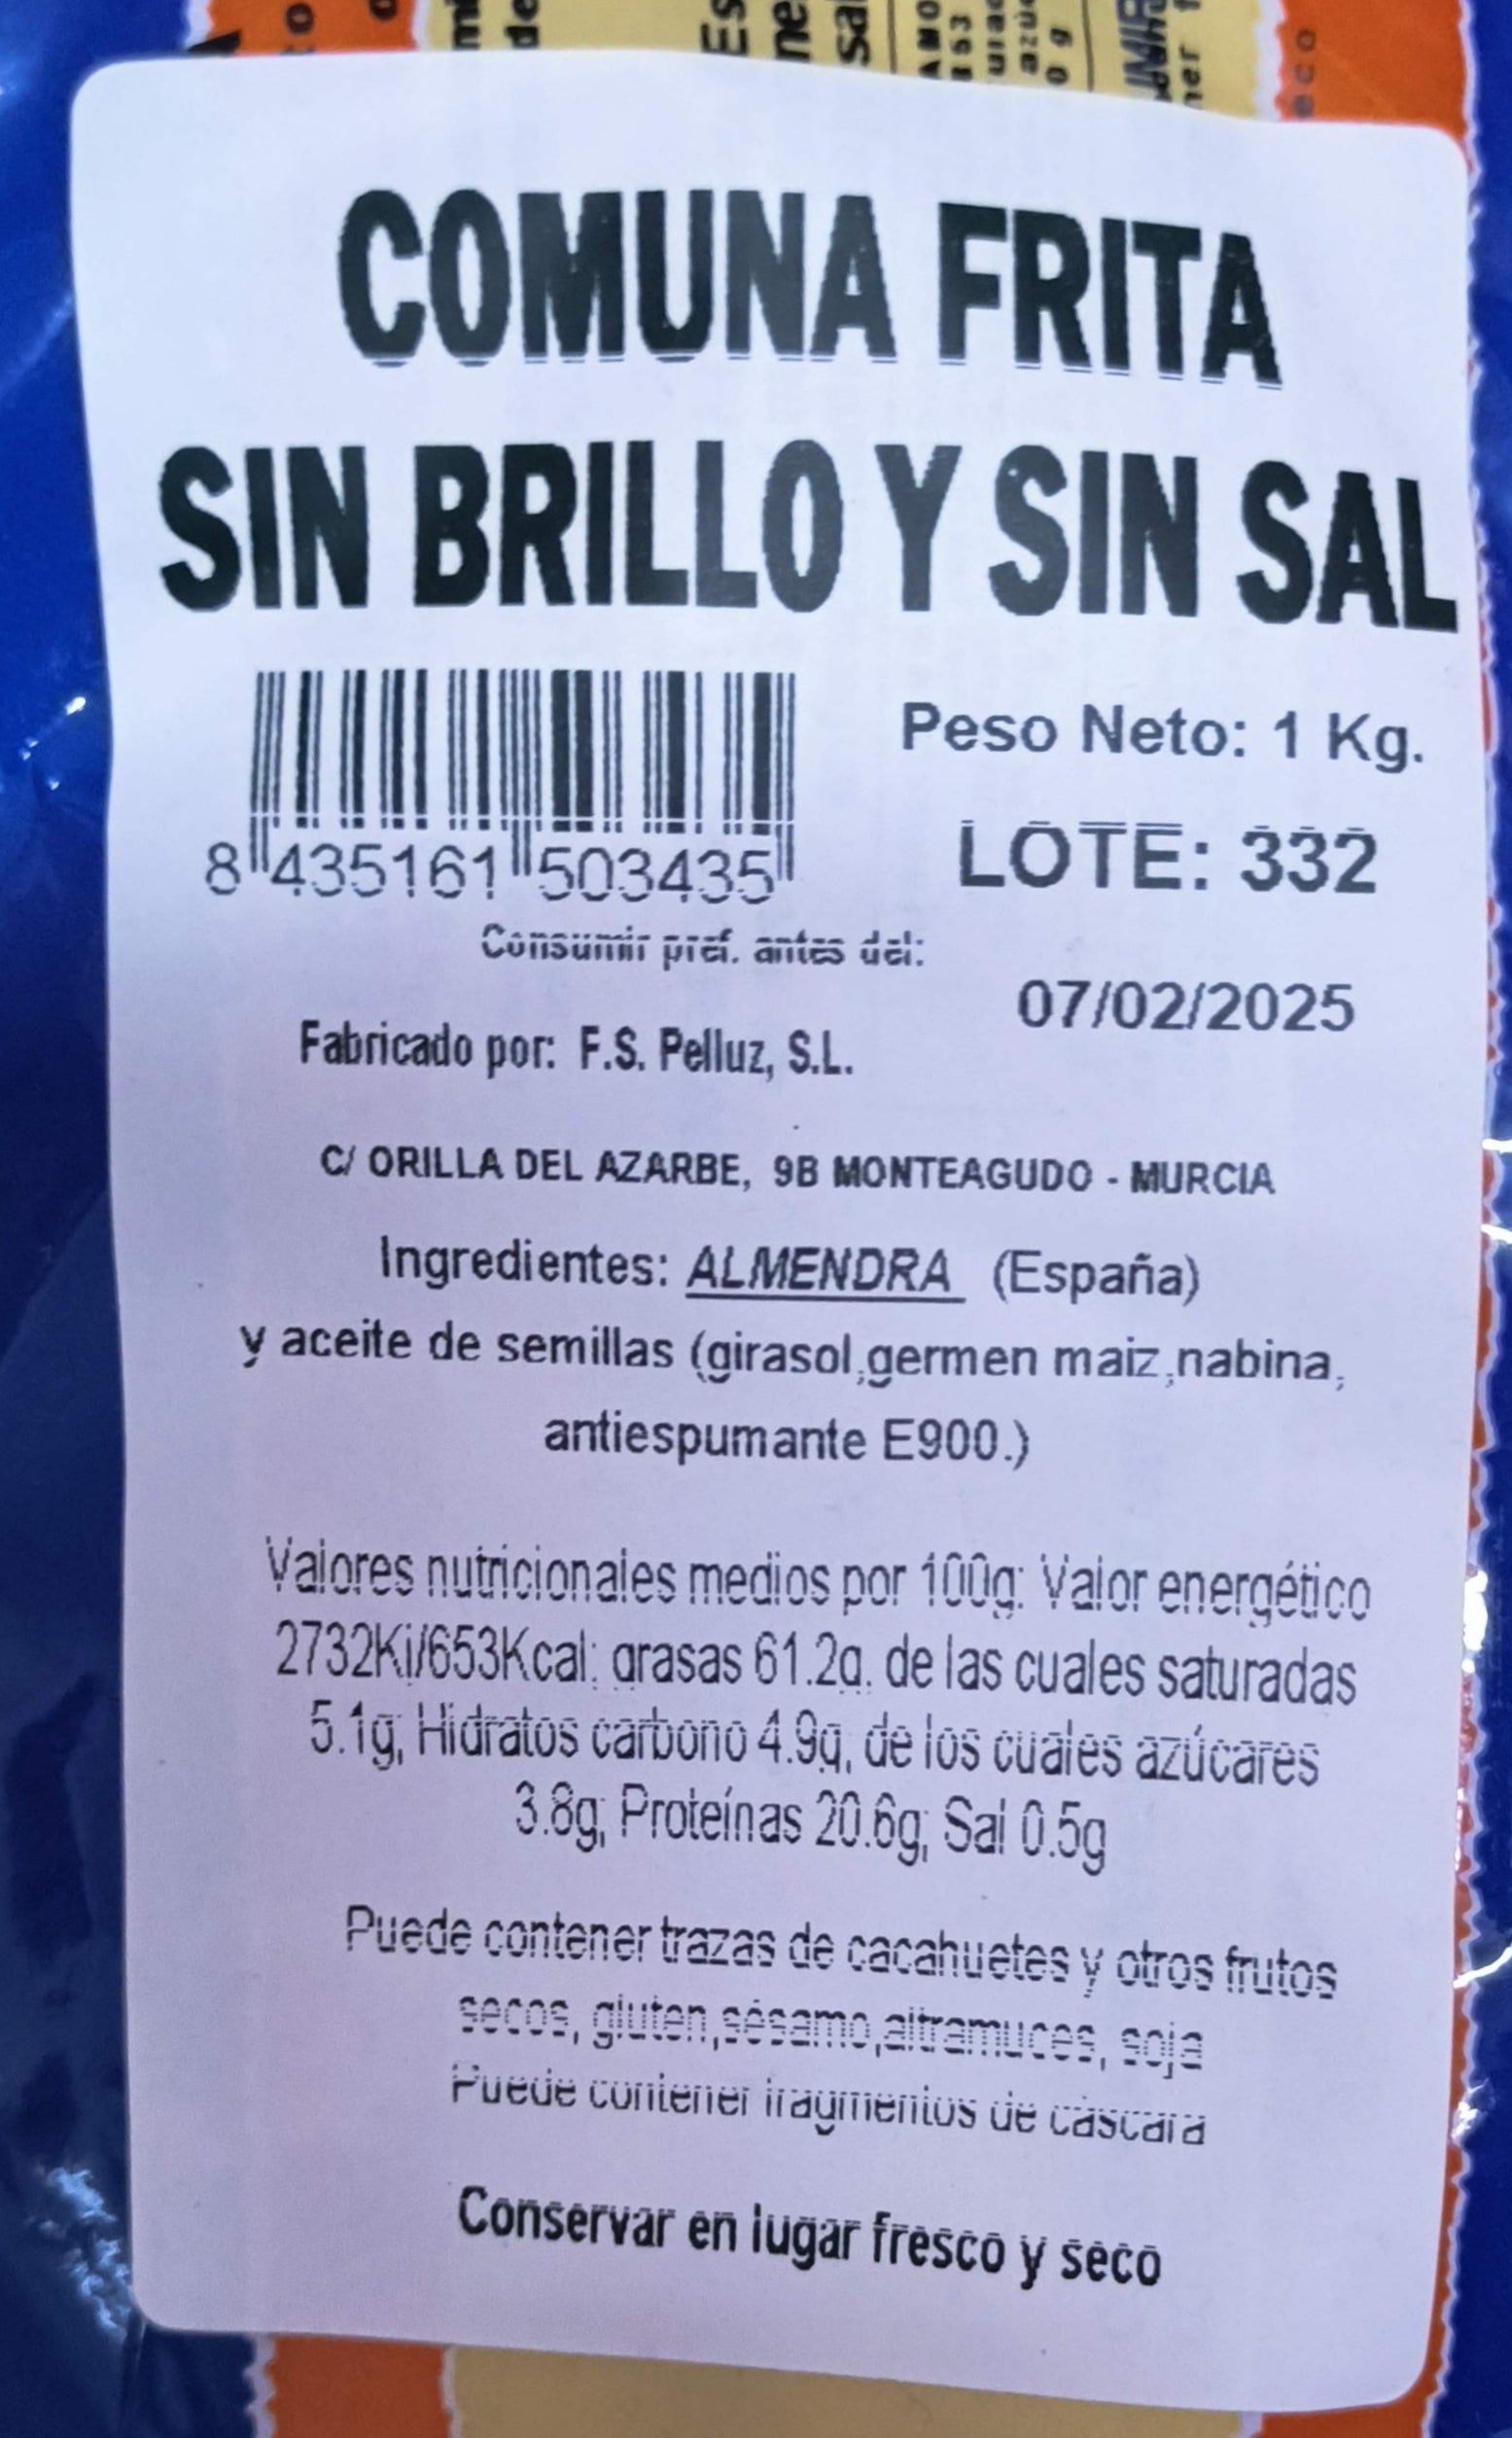 COMUNA FRITA
SIN BRILLO Y SIN SAL
Peso Neto: 1 Kg.
8 435161 503435
LOTE: 332
Consumir pref. antes del:
07/02/2025
Fabricado por: F.S. Pelluz, S.L.
C/ ORILLA DEL AZARBE, 9B MONTEAGUDO - MURCIA
Ingredientes: ALMENDRA (España)
y aceite de semillas (girasol,germen maiz,nabina,
antiespumante E900.)
Valores nutricionales medios por 100g: Valor energético
2732Kj/653Kcal; grasas 61.2g, de las cuales saturadas
5.1g; Hidratos carbono 4.9g, de los cuales azúcares
3.8g; Proteínas 20.6g; Sal 0.5g
Puede contener trazas de cacahuetes y otros frutos
secos, gluten,sésamo,altramuces, soja
Puede contener fragmentos de cáscara
Conservar en lugar fresco y seco